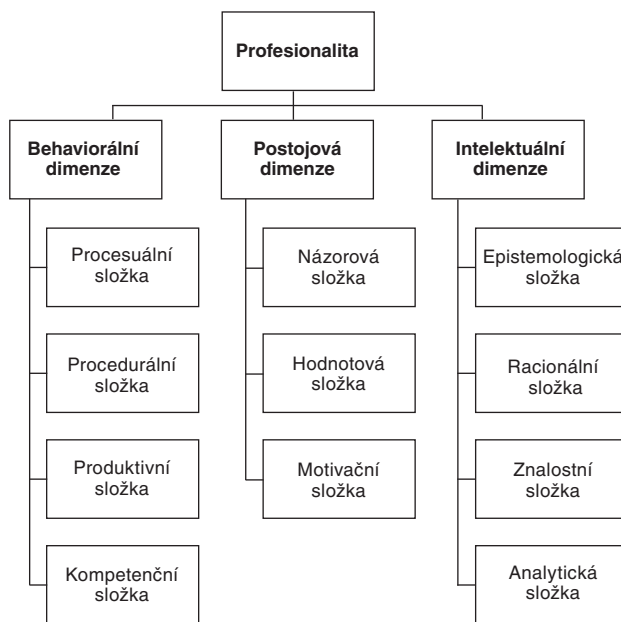 Profesionalita
Behaviorální
dimenze
Postojová
dimenze
Intelektuální
dimenze
Procesuální
složka
Názorová
složka
Epistemologická
složka
Procedurální
složka
Hodnotová
složka
Racionální
složka
Produktivní
složka
Motivační
složka
Znalostní
složka
Kompetenční
složka
Analytická
složka